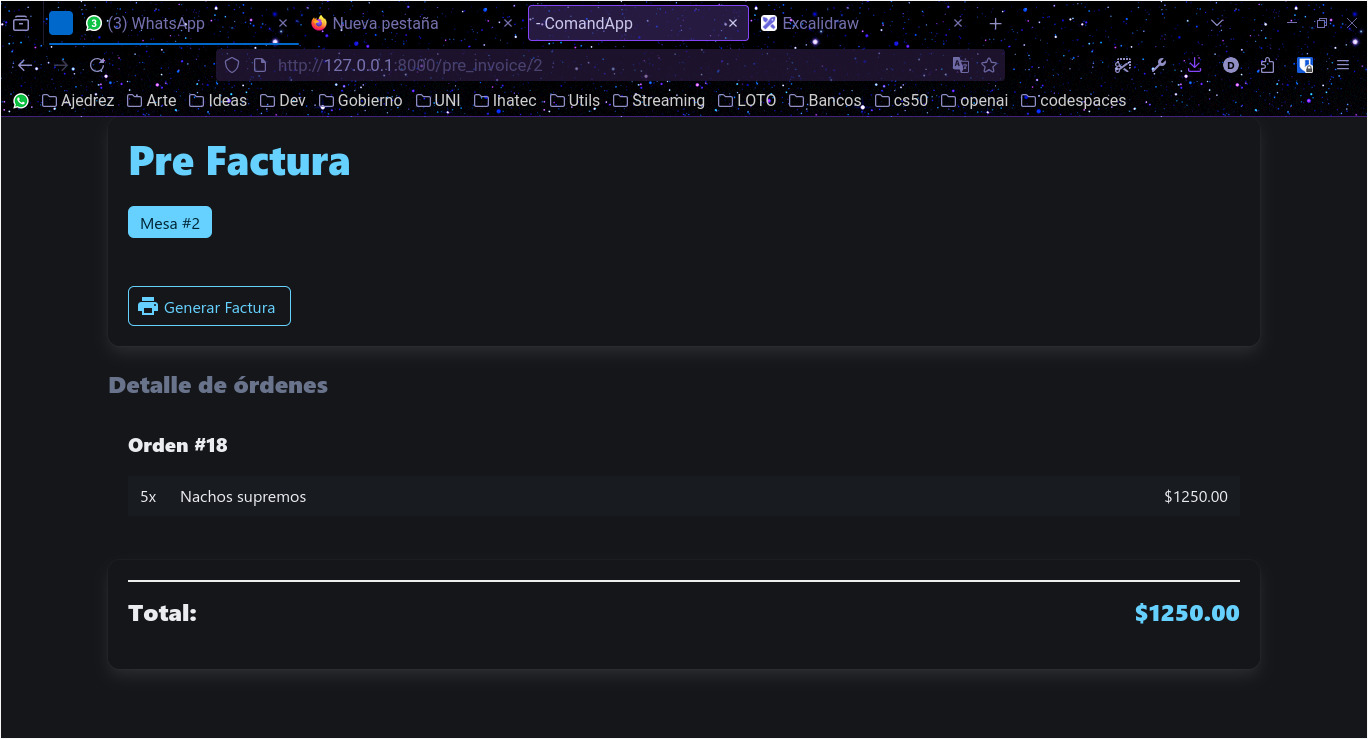 3 (3) WhatsApp Nueva pestaña - ComandApp Excalidraw
http://127.0.0.1:8000/pre_invoice/2 D
Ajedrez Arte Ideas Dev Gobierno UNI Inatec Utils Streaming LOTO Bancos cs50 openai codespaces
Pre Factura
Mesa #2
Generar Factura
Detalle de órdenes
Orden #18
5x Nachos supremos $1250.00
Total: $1250.00